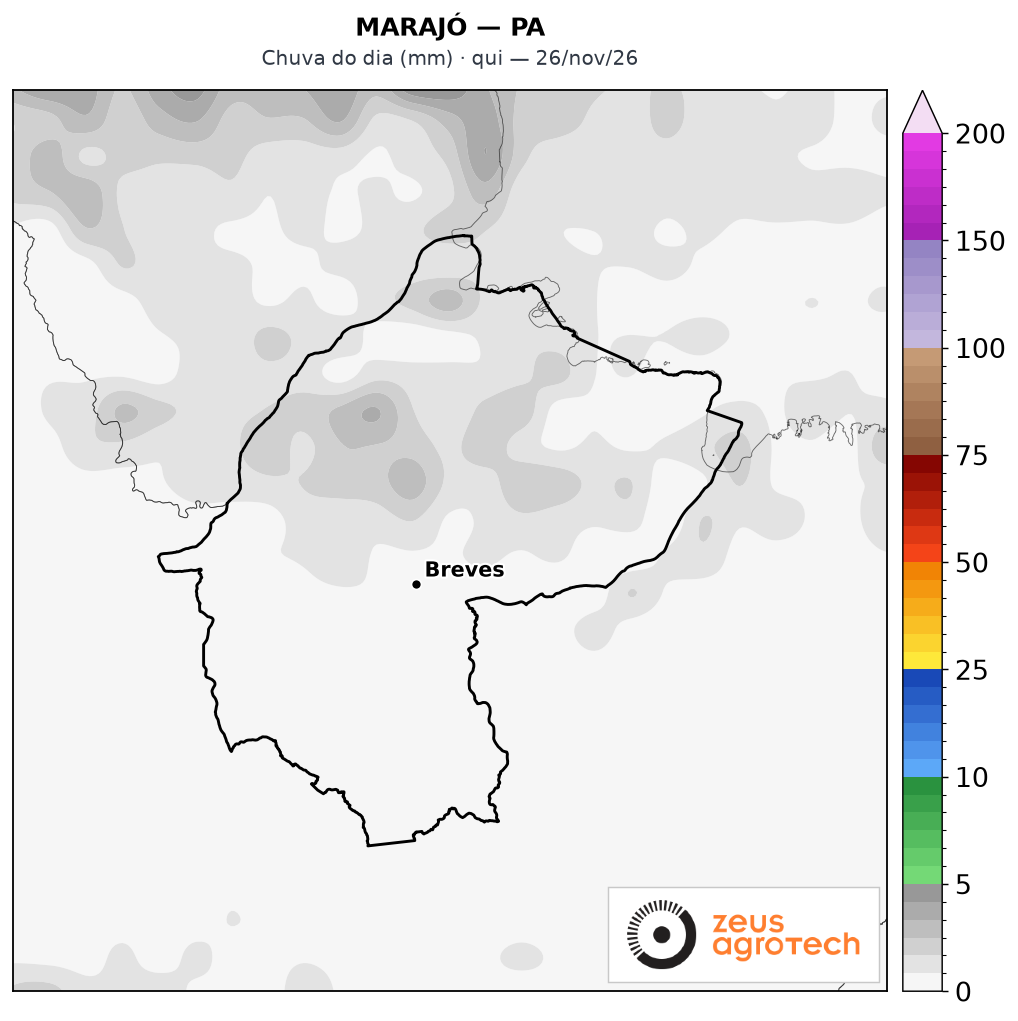 MARAJÓ — PA
Chuva do dia (mm) · qui — 26/nov/26
200
150
100
75
50
25
10
5
0
Breves
zeus
agrotech